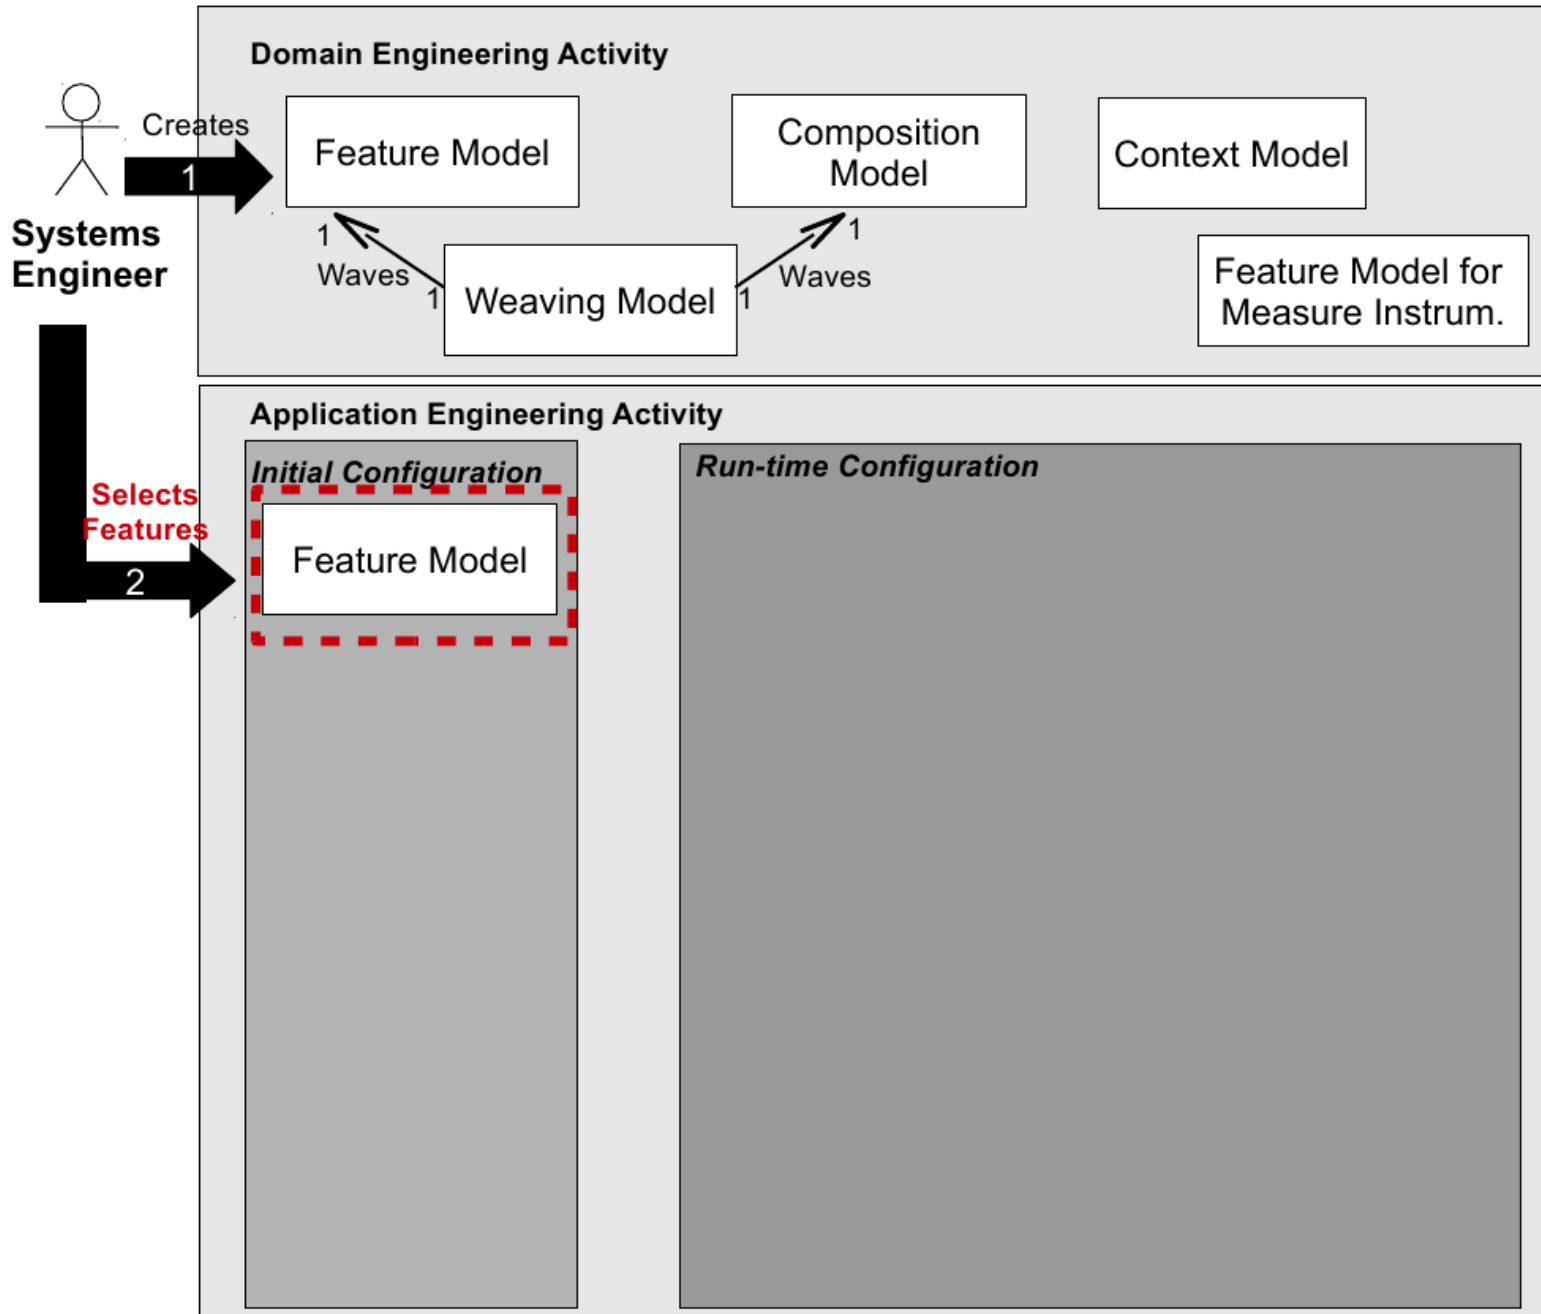 Domain Engineering Activity
Creates
1
Feature Model
Composition
Model
Context Model
Systems
Engineer
1
Waves
1
Weaving Model
1
1
Waves
Feature Model for
Measure Instrum.
Application Engineering Activity
Initial Configuration
Run-time Configuration
Selects
Features
2
Feature Model